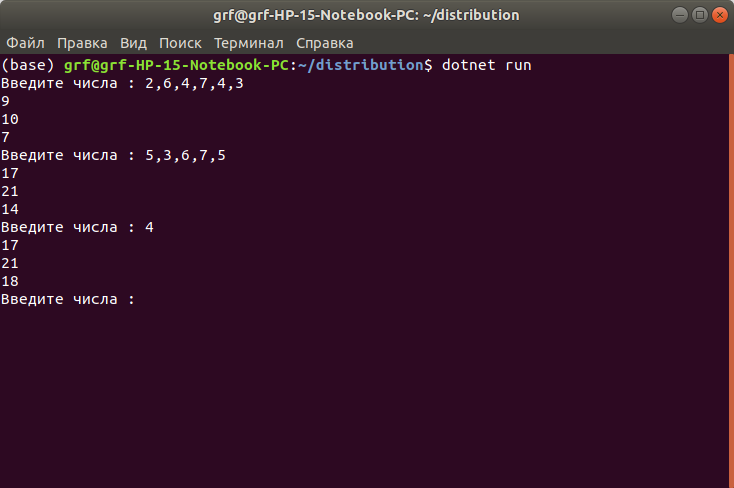 grf@grf-HP-15-Notebook-PC: ~/distribution
Файл Правка Вид Поиск Терминал Справка
(base) grf@grf-HP-15-Notebook-PC:~/distribution$ dotnet run
Введите числа : 2,6,4,7,4,3
9
10
7
Введите числа : 5,3,6,7,5
17
21
14
Введите числа : 4
17
21
18
Введите числа :